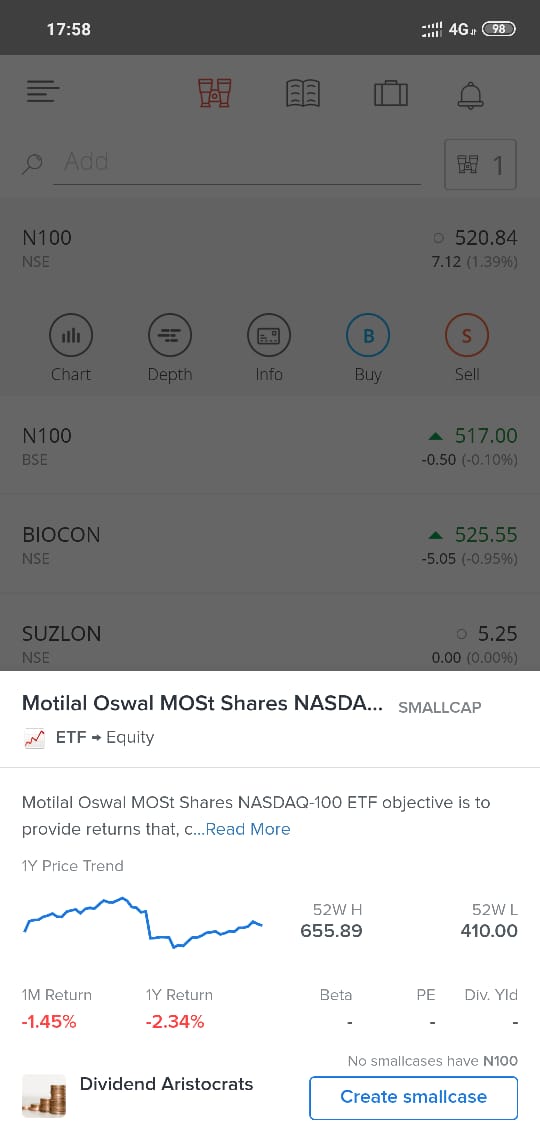 17:58 4G 98
Add 1
N100 520.84
NSE 7.12 (1.39%)
B S
Chart Depth Info Buy Sell
N100 517.00
BSE -0.50 (-0.10%)
BIOCON 525.55
NSE -5.05 (-0.95%)
SUZLON 5.25
NSE 0.00 (0.00%)
Motilal Oswal MOSt Shares NASDA... SMALLCAP
ETF → Equity
Motilal Oswal MOSt Shares NASDAQ-100 ETF objective is to
provide returns that, c...Read More
1Y Price Trend
52W H 52W L
655.89 410.00
1M Return 1Y Return Beta PE Div. Yld
-1.45% -2.34% - - -
No smallcases have N100
Dividend Aristocrats Create smallcase